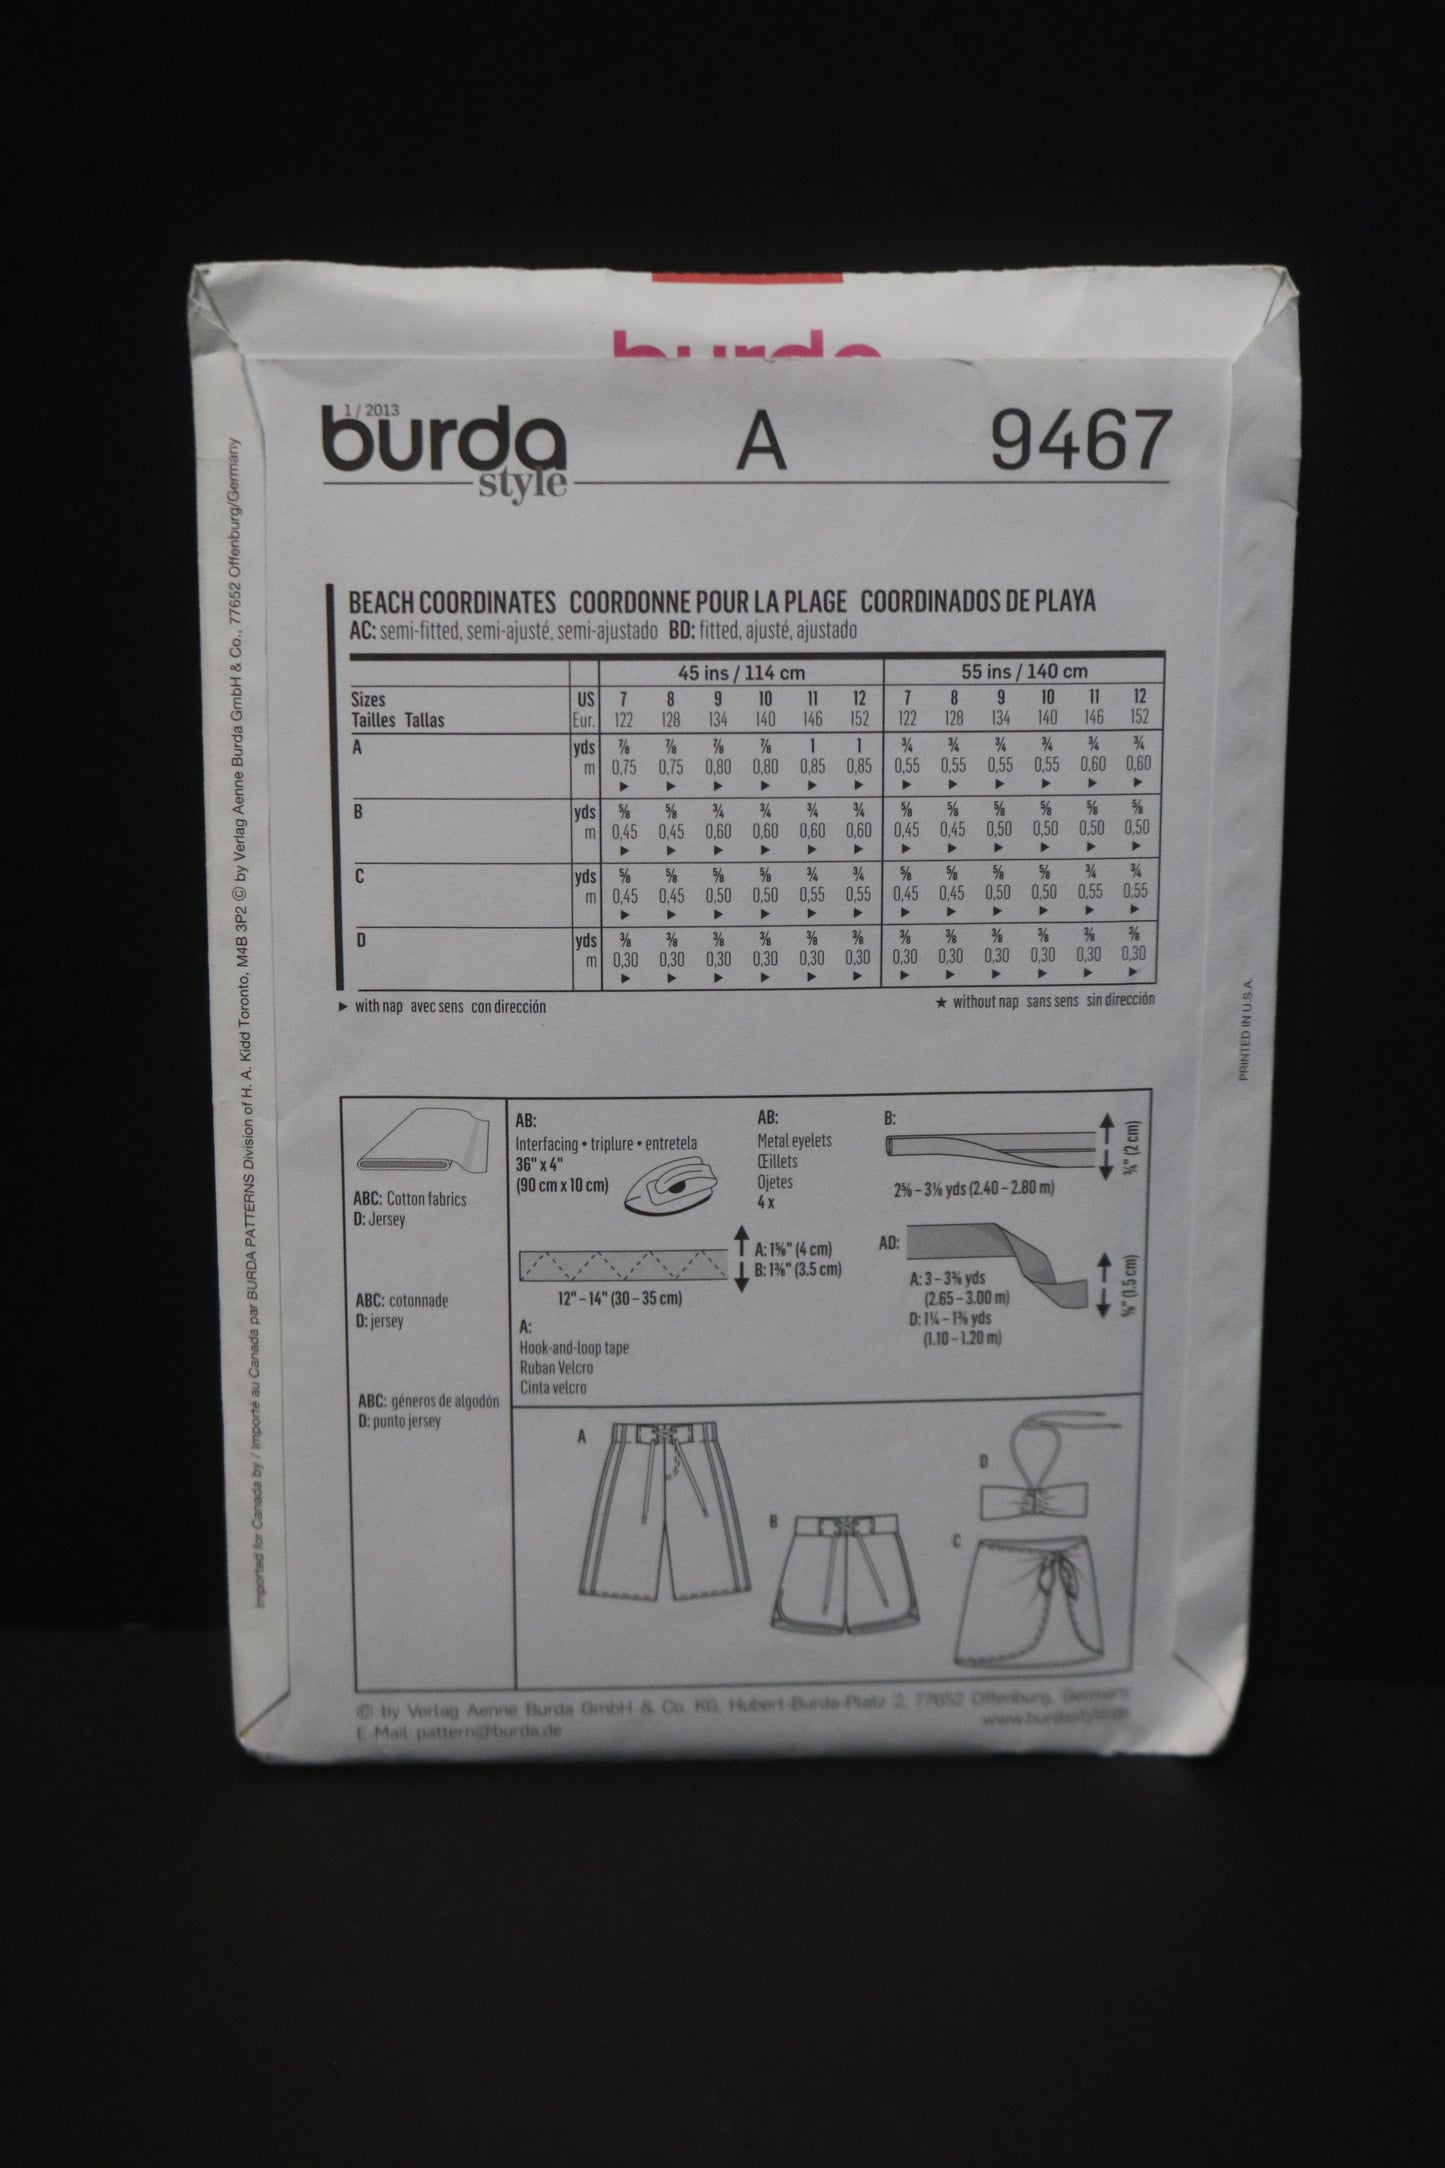 burda
1/2013
burda style A 9467
BEACH COORDINATES COORDONNE POUR LA PLAGE COORDINADOS DE PLAYA
AC: semi-fitted, semi-ajusté, semi-ajustado BD: fitted, ajusté, ajustado
45 ins / 114 cm 55 ins / 140 cm
Sizes US 7 8 9 10 11 12 7 8 9 10 11 12
Tailles Tallas Eur. 122 128 134 140 146 152 122 128 134 140 146 152
A yds ⅞ ⅞ ⅞ ⅞ 1 1 ¾ ¾ ¾ ¾ ¾ ¾
m 0,75 0,75 0,80 0,80 0,85 0,85 0,55 0,55 0,55 0,55 0,60 0,60
► ► ► ► ► ► ► ► ► ► ► ►
B yds ⅝ ⅝ ¾ ¾ ¾ ¾ ⅝ ⅝ ⅝ ⅝ ⅝ ⅝
m 0,45 0,45 0,60 0,60 0,60 0,60 0,45 0,45 0,50 0,50 0,50 0,50
► ► ► ► ► ► ► ► ► ► ► ►
C yds ⅝ ⅝ ⅝ ⅝ ¾ ¾ ⅝ ⅝ ⅝ ⅝ ¾ ¾
m 0,45 0,45 0,50 0,50 0,55 0,55 0,45 0,45 0,50 0,50 0,55 0,55
► ► ► ► ► ► ► ► ► ► ► ►
D yds ⅜ ⅜ ⅜ ⅜ ⅜ ⅜ ⅜ ⅜ ⅜ ⅜ ⅜ ⅜
m 0,30 0,30 0,30 0,30 0,30 0,30 0,30 0,30 0,30 0,30 0,30 0,30
► ► ► ► ► ► ► ► ► ► ► ►
► with nap avec sens con dirección ★ without nap sans sens sin dirección
ABC: Cotton fabrics
D: Jersey
ABC: cotonnade
D: jersey
ABC: géneros de algodón
D: punto jersey
AB:
Interfacing • triplure • entretela
36" x 4"
(90 cm x 10 cm)
AB:
Metal eyelets
Œillets
Ojetes
4 x
B:
¾" (2 cm)
2⅝ – 3⅛ yds (2.40 – 2.80 m)
A: 1⅝" (4 cm)
B: 1⅜" (3.5 cm)
12" – 14" (30 – 35 cm)
AD:
A: 3 – 3⅜ yds
(2.65 – 3.00 m)
D: 1¼ – 1⅜ yds
(1.10 – 1.20 m)
⅝" (1.5 cm)
A:
Hook-and-loop tape
Ruban Velcro
Cinta velcro
A
B
D
C
© by Verlag Aenne Burda GmbH & Co. KG, Hubert-Burda-Platz 2, 77652 Offenburg, Germany
E-Mail: pattern@burda.de www.burdastyle.de
Imported for Canada by / Importé au Canada par BURDA PATTERNS Division of H. A. Kidd Toronto, M4B 3P2 © by Verlag Aenne Burda GmbH & Co., 77652 Offenburg/Germany
PRINTED IN U.S.A.